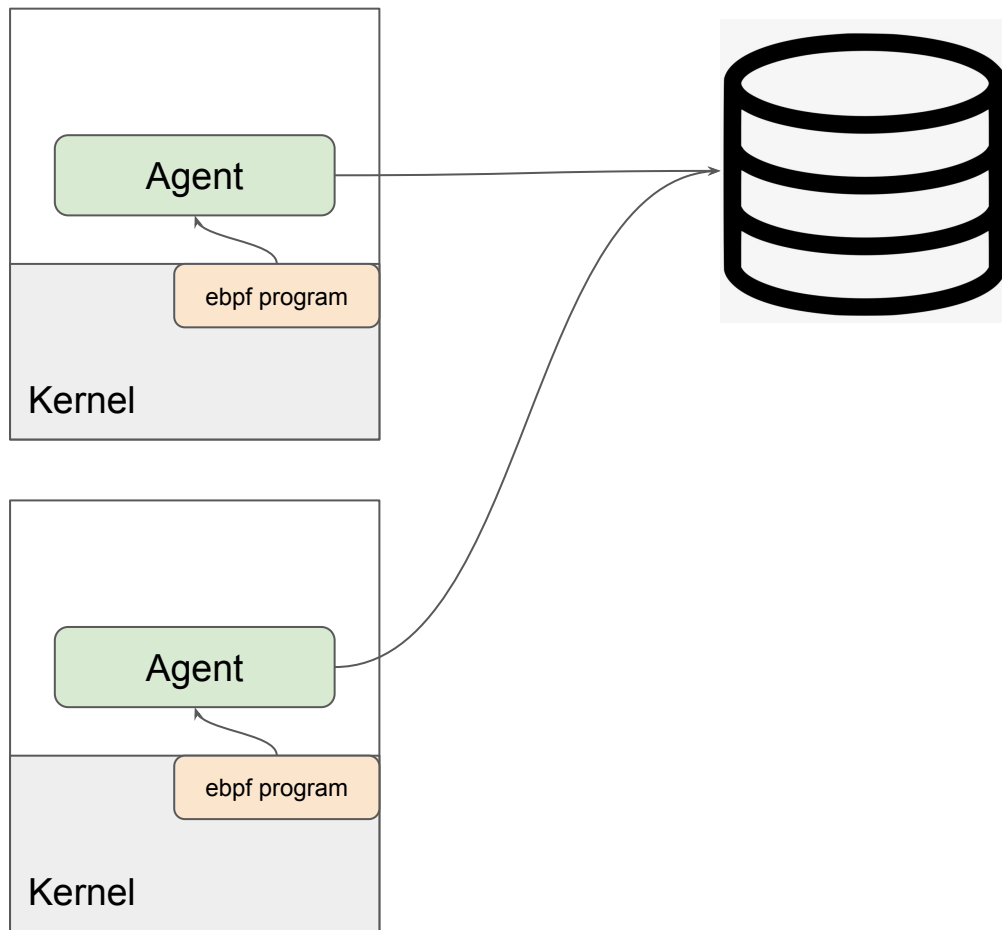 Agent
ebpf program
Kernel
Agent
ebpf program
Kernel